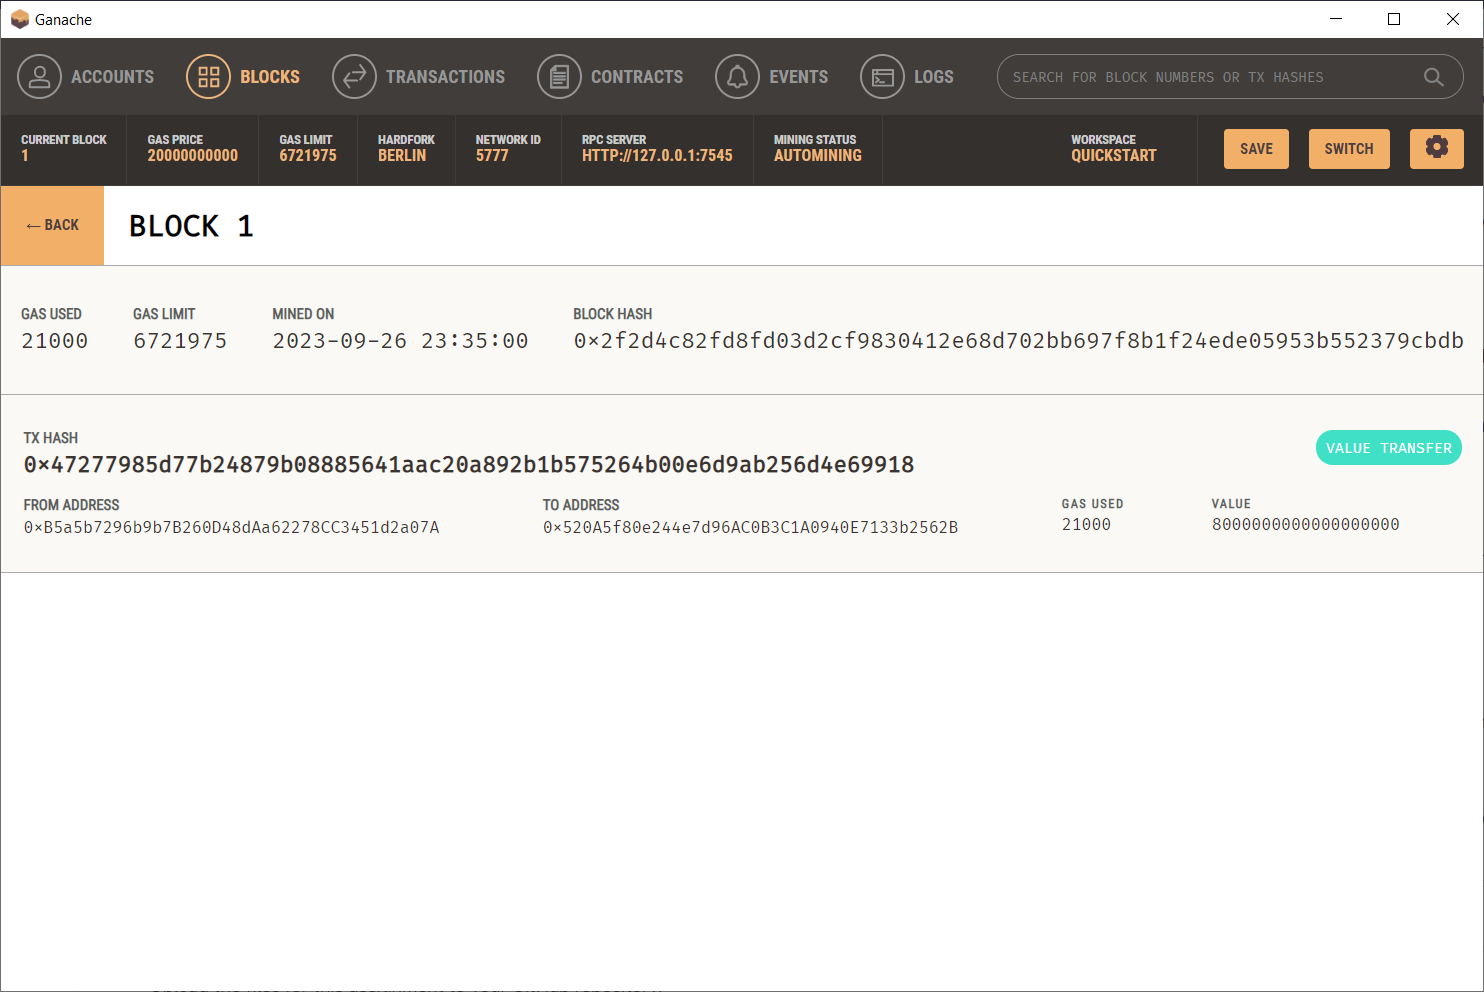 Ganache
ACCOUNTS BLOCKS TRANSACTIONS CONTRACTS EVENTS LOGS SEARCH FOR BLOCK NUMBERS OR TX HASHES
CURRENT BLOCK GAS PRICE GAS LIMIT HARDFORK NETWORK ID RPC SERVER MINING STATUS WORKSPACE
1 20000000000 6721975 BERLIN 5777 HTTP://127.0.0.1:7545 AUTOMINING QUICKSTART SAVE SWITCH
← BACK BLOCK 1
GAS USED GAS LIMIT MINED ON BLOCK HASH
21000 6721975 2023-09-26 23:35:00 0×2f2d4c82fd8fd03d2cf9830412e68d702bb697f8b1f24ede05953b552379cbdb
TX HASH
0×47277985d77b24879b08885641aac20a892b1b575264b00e6d9ab256d4e69918 VALUE TRANSFER
FROM ADDRESS TO ADDRESS GAS USED VALUE
0×B5a5b7296b9b7B260D48dAa62278CC3451d2a07A 0×520A5f80e244e7d96AC0B3C1A0940E7133b2562B 21000 8000000000000000000